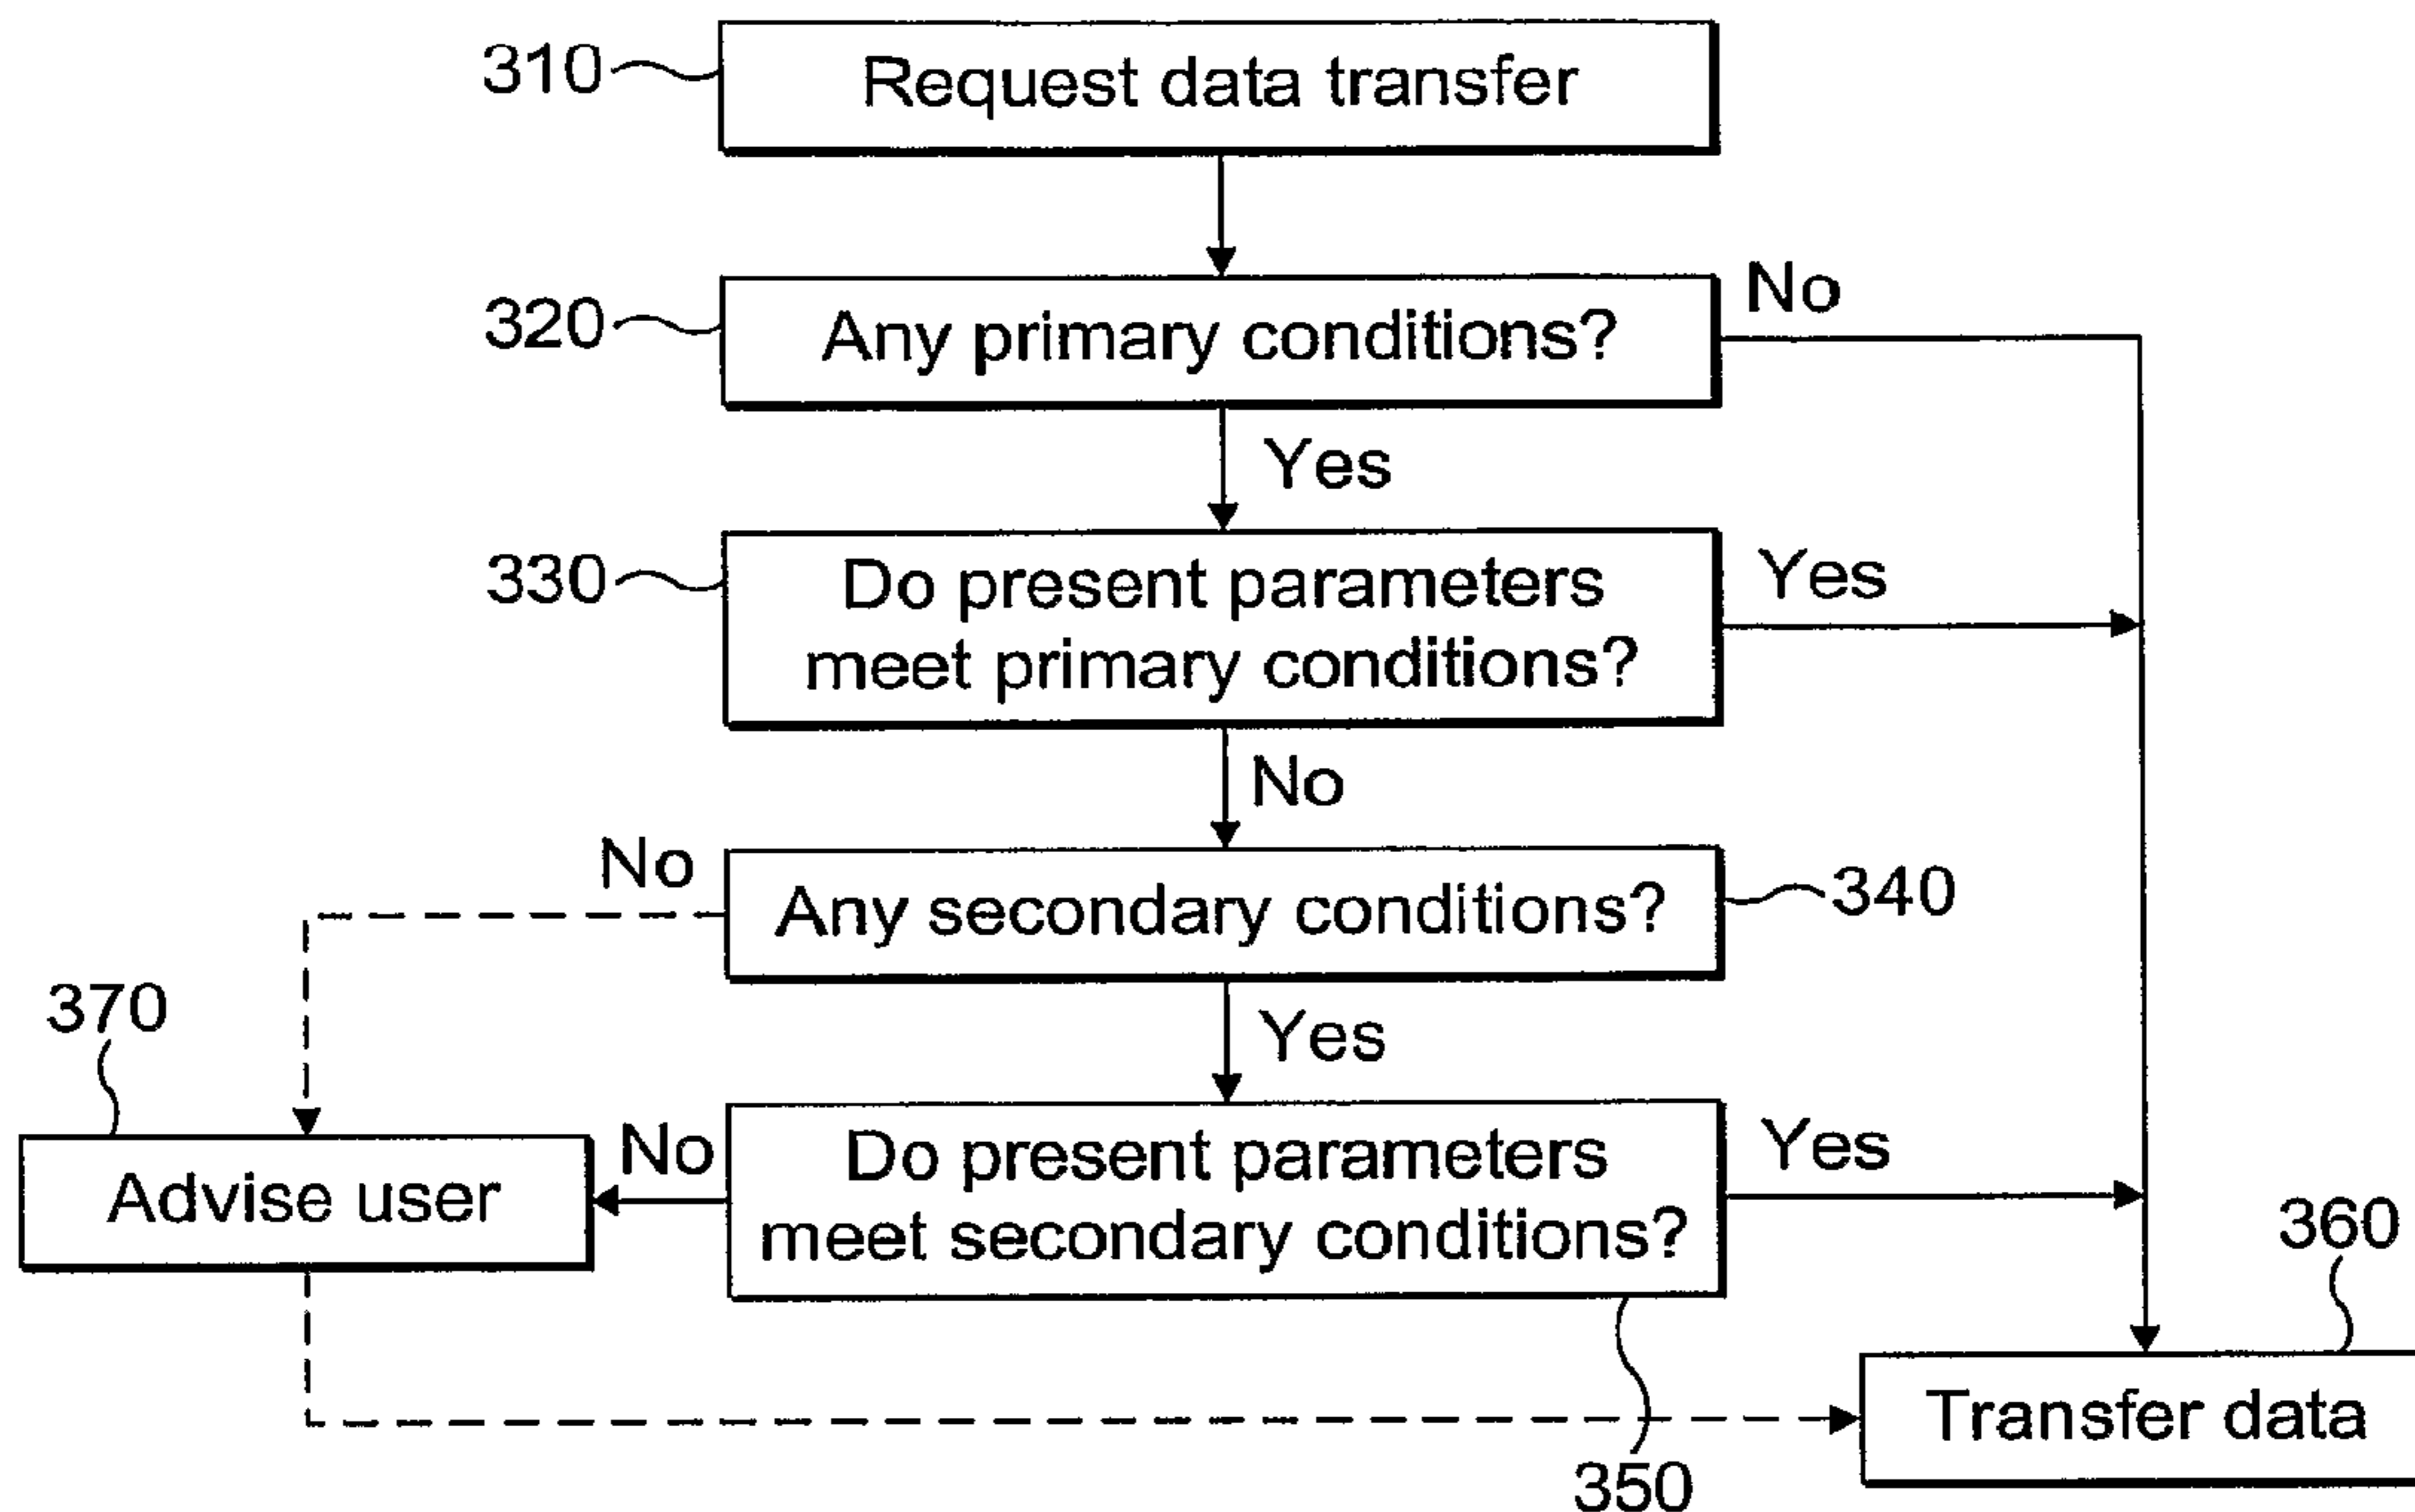 310
Request data transfer
320
Any primary conditions?
No
Yes
330
Do present parameters
meet primary conditions?
Yes
No
No
Any secondary conditions?
340
370
Yes
Advise user
No
Do present parameters
meet secondary conditions?
Yes
360
Transfer data
350